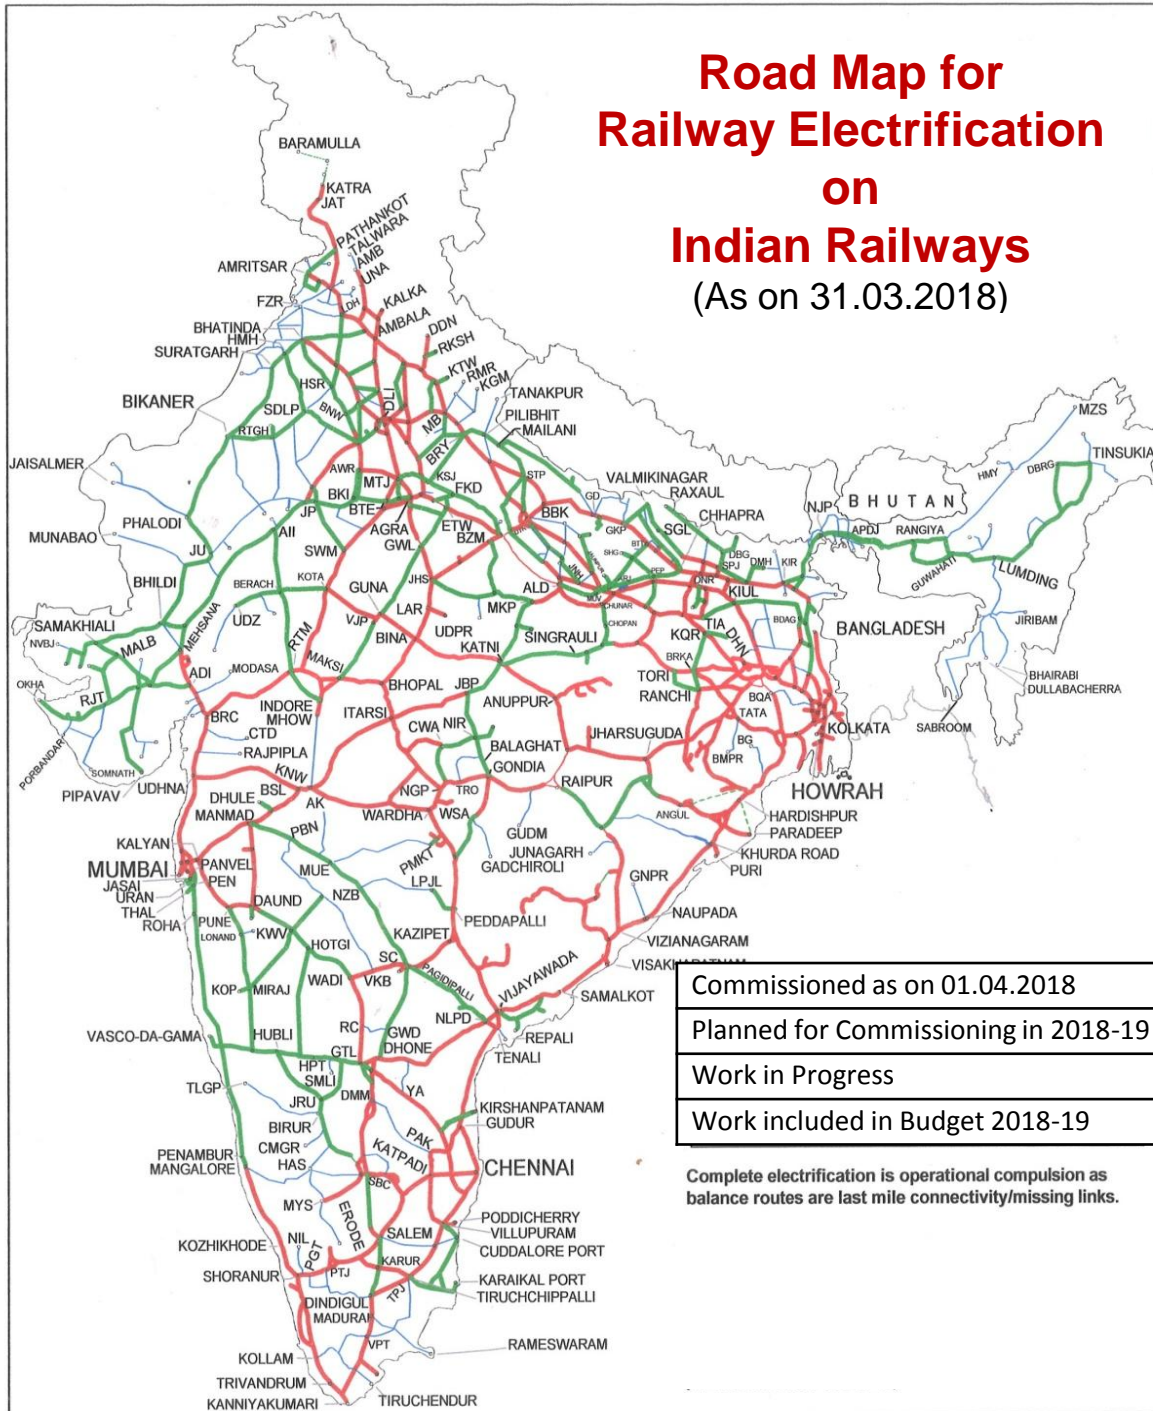 Road Map for
Railway Electrification
on
Indian Railways
(As on 31.03.2018)
BARAMULLA
KATRA
JAT
PATHANKOT
TALWARA
AMB
UNA
AMRITSAR
FZR
LDH
KALKA
BHATINDA
HMH
AMBALA
DDN
SURATGARH
RKSH
KTW
RMR
KGM
HSR
TANAKPUR
BIKANER
SDLP
BNW
MB
PILIBHIT
MAILANI
RTGH
BRY
MZS
JAISALMER
TINSUKIA
AWR
MTJ
KSJ
STP
VALMIKINAGAR
HMY
DBRG
BKI
FKD
GD
RAXAUL
BHUTAN
JP
BTE
BBK
CHHAPRA
NJP
PHALODI
AII
AGRA
ETW
GKP
SGL
APDJ
RANGIYA
MUNABAO
JU
SWM
GWL
BZM
SHG
DBG
SPJ
DMH
KIR
GUWAHATI
LUMDING
BHILDI
BERACH
KOTA
GUNA
JHS
ALD
JNH
PEP
DNR
KIUL
MUV
CHUNAR
SAMAKHIALI
MEHSANA
UDZ
LAR
MKP
CHOPAN
TIA
BDAG
BANGLADESH
JIRIBAM
NVBJ
MALB
VJP
BINA
UDPR
SINGRAULI
KQR
DHN
MODASA
RTM
MAKSI
KATNI
BRKA
TORI
BHAIRABI
DULLABACHERRA
OKHA
RJT
ADI
BHOPAL
JBP
ANUPPUR
RANCHI
BQA
BRC
INDORE
MHOW
ITARSI
CWA
NIR
JHARSUGUDA
TATA
KOLKATA
SABROOM
CTD
BALAGHAT
BG
BMPR
PORBANDAR
RAJPIPLA
SOMNATH
KNW
GONDIA
PIPAVAV
UDHNA
BSL
AK
NGP
TRO
RAIPUR
HOWRAH
DHULE
MANMAD
WARDHA
WSA
ANGUL
HARDISHPUR
PARADEEP
KALYAN
PBN
GUDM
JUNAGARH
KHURDA ROAD
MUMBAI
PANVEL
MUE
PMKT
GADCHIROLI
PURI
JASAI
PEN
LPJL
GNPR
URAN
NZB
THAL
DAUND
ROHA
PUNE
PEDDAPALLI
NAUPADA
LONAND
KWV
KAZIPET
HOTGI
VIZIANAGARAM
SC
VISAKHAPATNAM
WADI
VKB
PAGIDIPALLI
VIJAYAWADA
KOP
MIRAJ
SAMALKOT
Commissioned as on 01.04.2018
RC
NLPD
Planned for Commissioning in 2018-19
VASCO-DA-GAMA
HUBLI
GWD
DHONE
REPALI
TENALI
GTL
HPT
SMLI
Work in Progress
TLGP
DMM
YA
JRU
KIRSHANPATANAM
Work included in Budget 2018-19
BIRUR
PAK
GUDUR
PENAMBUR
CMGR
MANGALORE
HAS
KATPADI
CHENNAI
SBC
Complete electrification is operational compulsion as
balance routes are last mile connectivity/missing links.
MYS
ERODE
PODDICHERRY
VILLUPURAM
KOZHIKHODE
NIL
PGT
SALEM
CUDDALORE PORT
KARUR
SHORANUR
PTJ
KARAIKAL PORT
TPJ
TIRUCHCHIPPALLI
DINDIGUL
MADURAI
VPT
RAMESWARAM
KOLLAM
TRIVANDRUM
TIRUCHENDUR
KANNIYAKUMARI